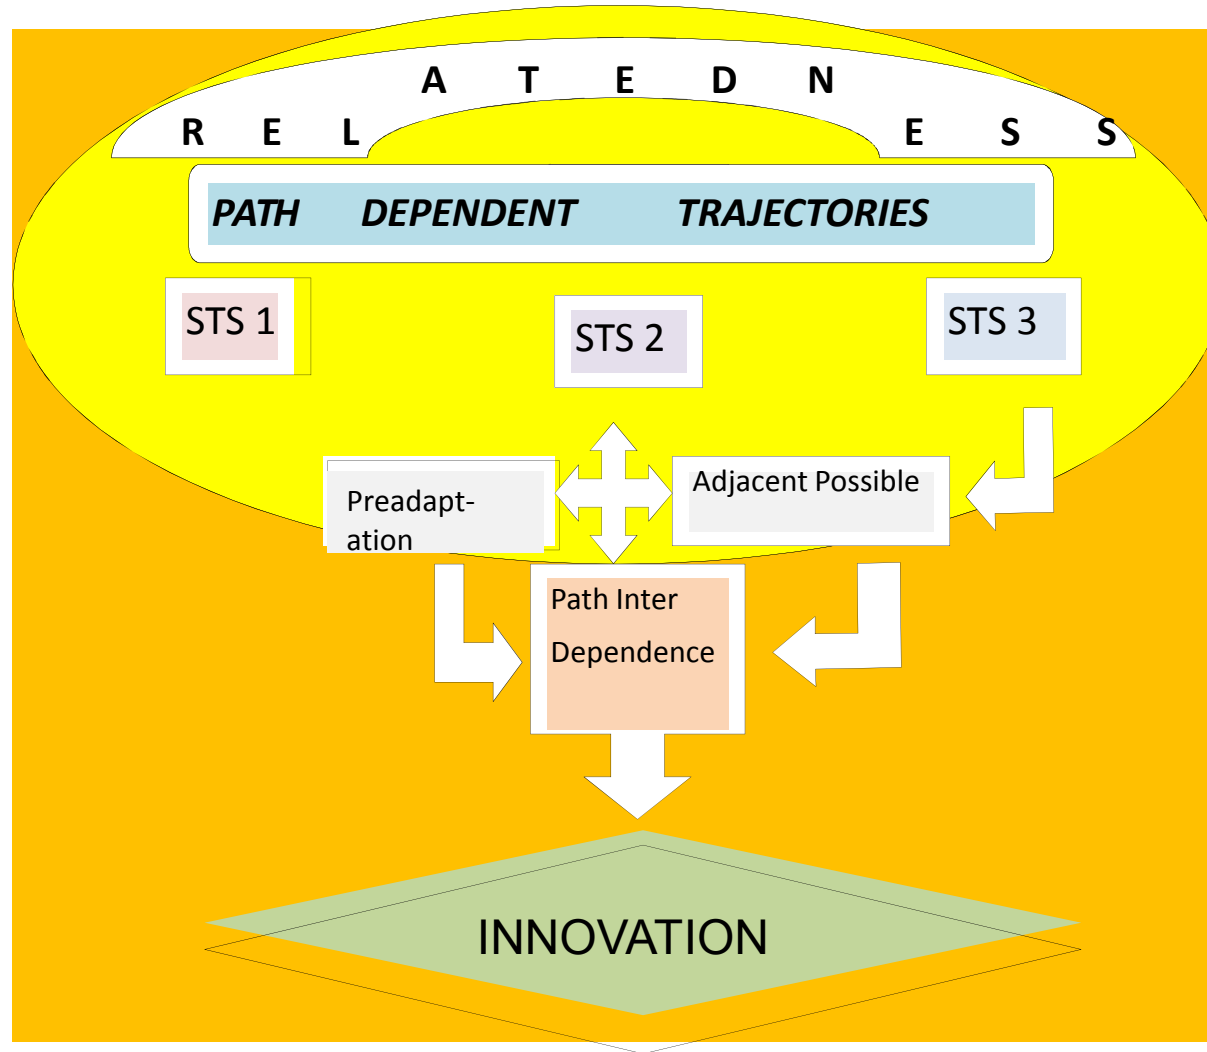 R E L A T E D N E S S
PATH DEPENDENT TRAJECTORIES
STS 1
STS 2
STS 3
Preadapt-
ation
Adjacent Possible
Path Inter
Dependence
INNOVATION